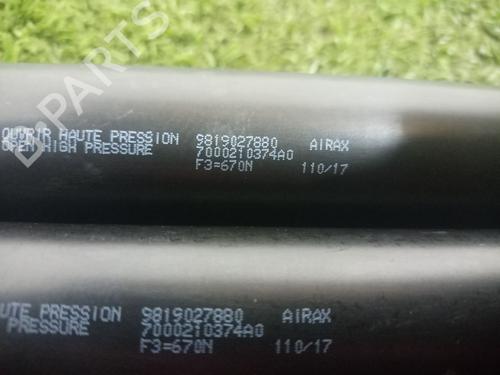 OUVRIR HAUTE PRESSION 9819027880 AIRAX
OPEN HIGH PRESSURE 7000210374A0
F3=670N 110/17
HAUTE PRESSION 9819027880 AIRAX
PRESSURE 7000210374A0
F3=670N 110/17
B-PARTS